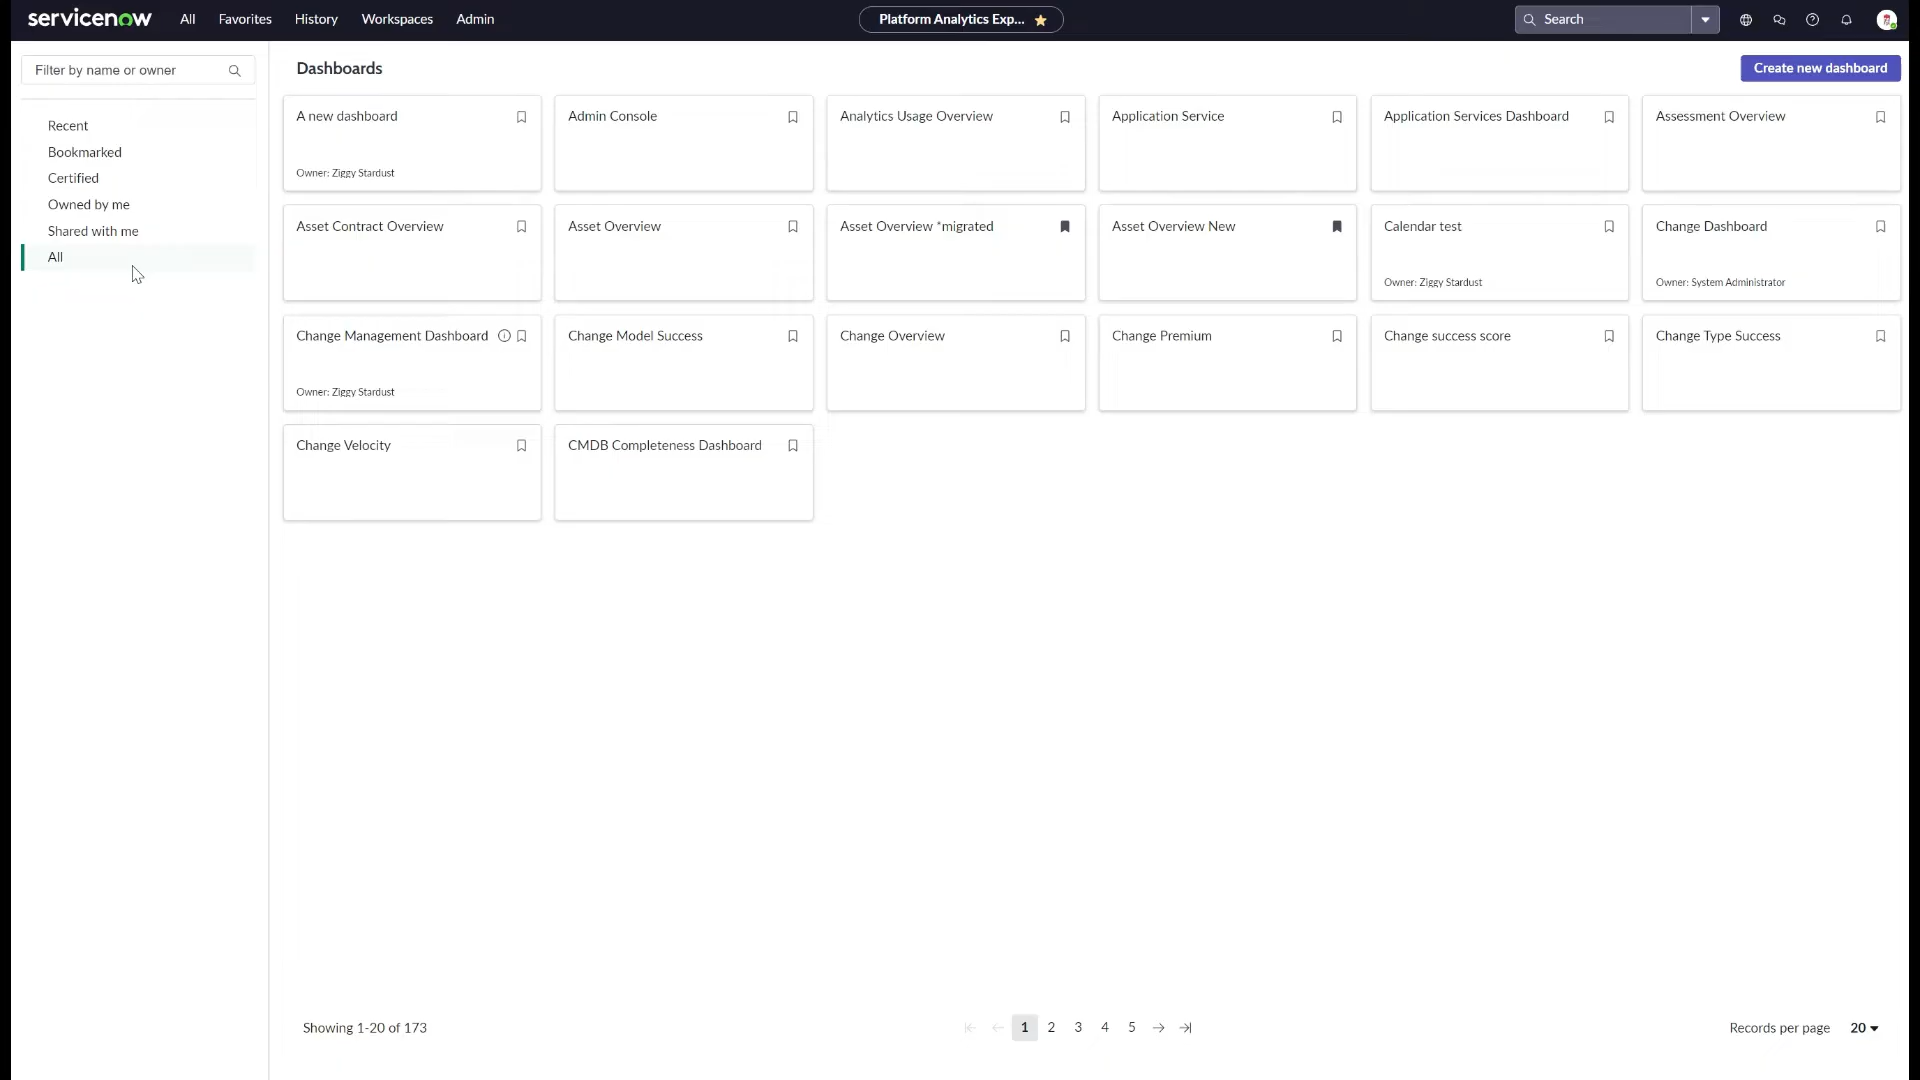 servicenow All Favorites History Workspaces Admin Platform Analytics Exp... Search
Filter by name or owner
Recent
Bookmarked
Certified
Owned by me
Shared with me
All
Dashboards Create new dashboard
A new dashboard
Owner: Ziggy Stardust
Admin Console
Analytics Usage Overview
Application Service
Application Services Dashboard
Assessment Overview
Asset Contract Overview
Asset Overview
Asset Overview *migrated
Asset Overview New
Calendar test
Owner: Ziggy Stardust
Change Dashboard
Owner: System Administrator
Change Management Dashboard
Owner: Ziggy Stardust
Change Model Success
Change Overview
Change Premium
Change success score
Change Type Success
Change Velocity
CMDB Completeness Dashboard
Showing 1-20 of 173 1 2 3 4 5 Records per page 20